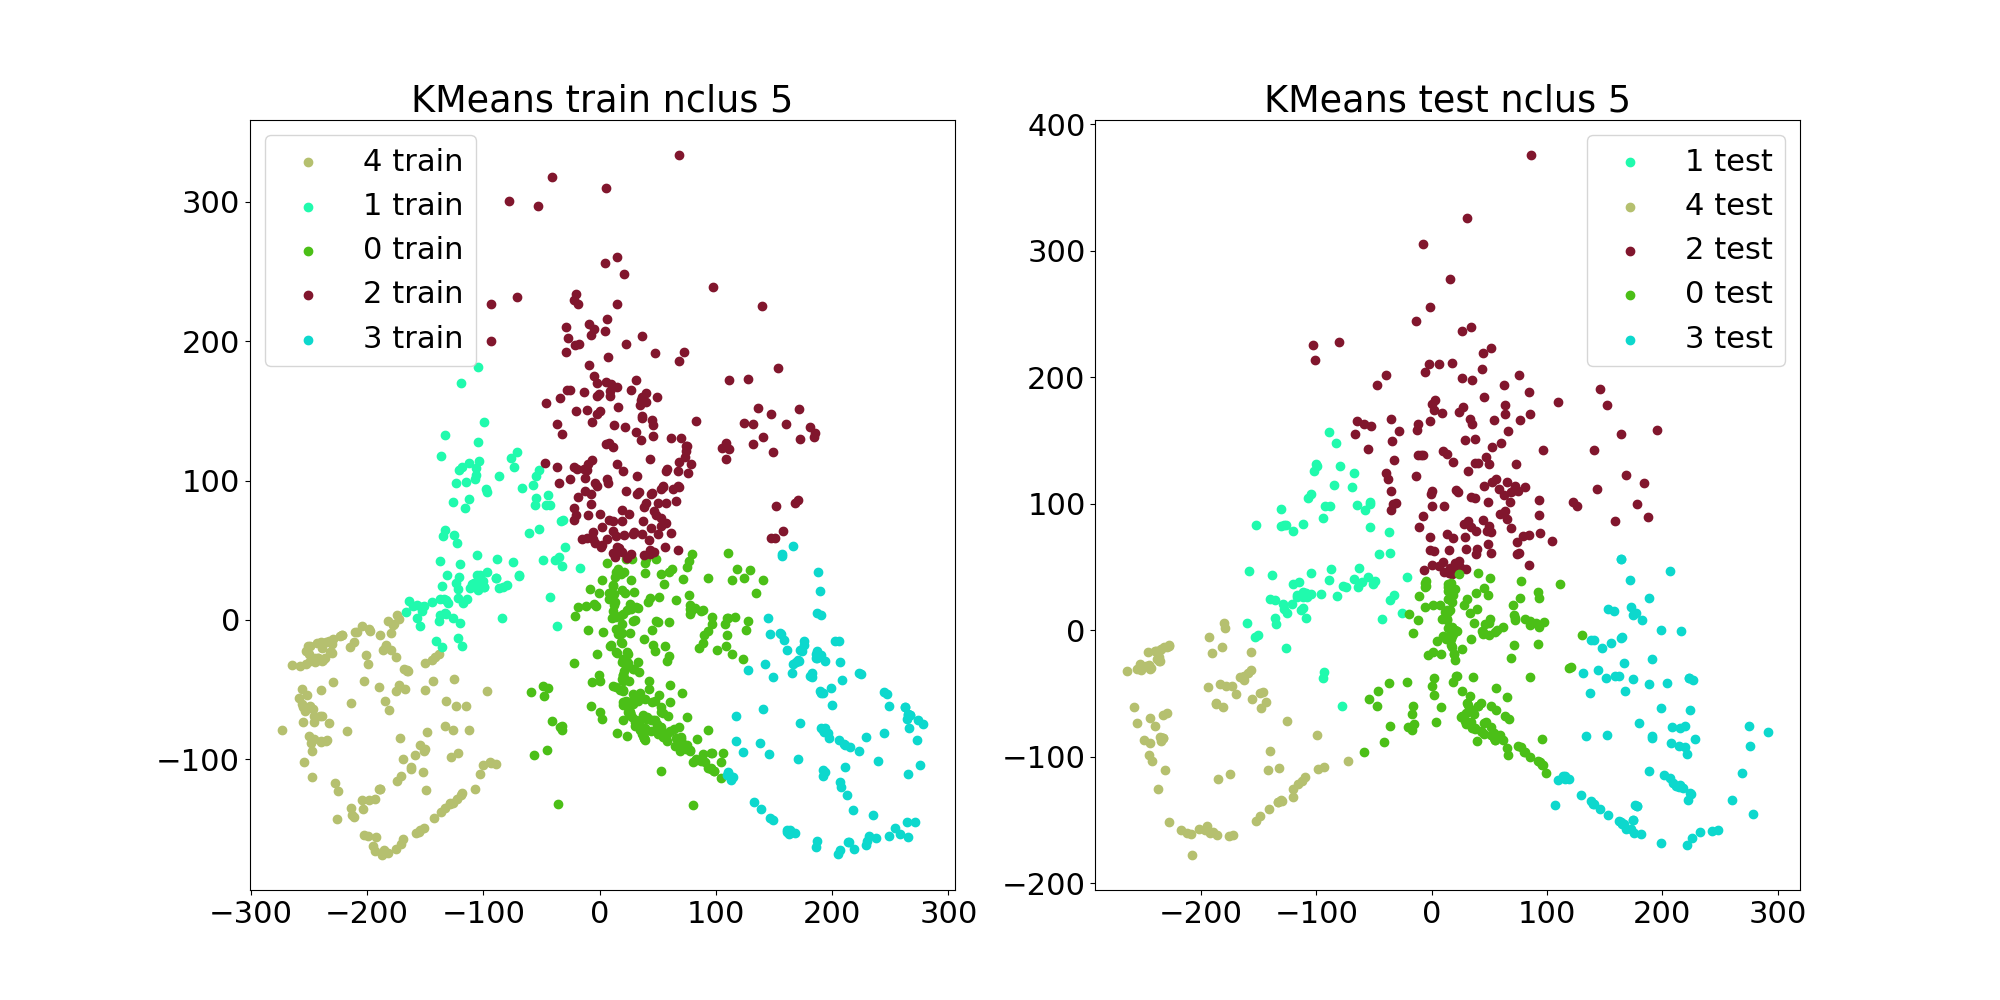 KMeans train nclus 5
4 train
1 train
0 train
2 train
3 train
300
200
100
0
−100
−300 −200 −100 0 100 200 300
KMeans test nclus 5
1 test
4 test
2 test
0 test
3 test
400
300
200
100
0
−100
−200
−200 −100 0 100 200 300